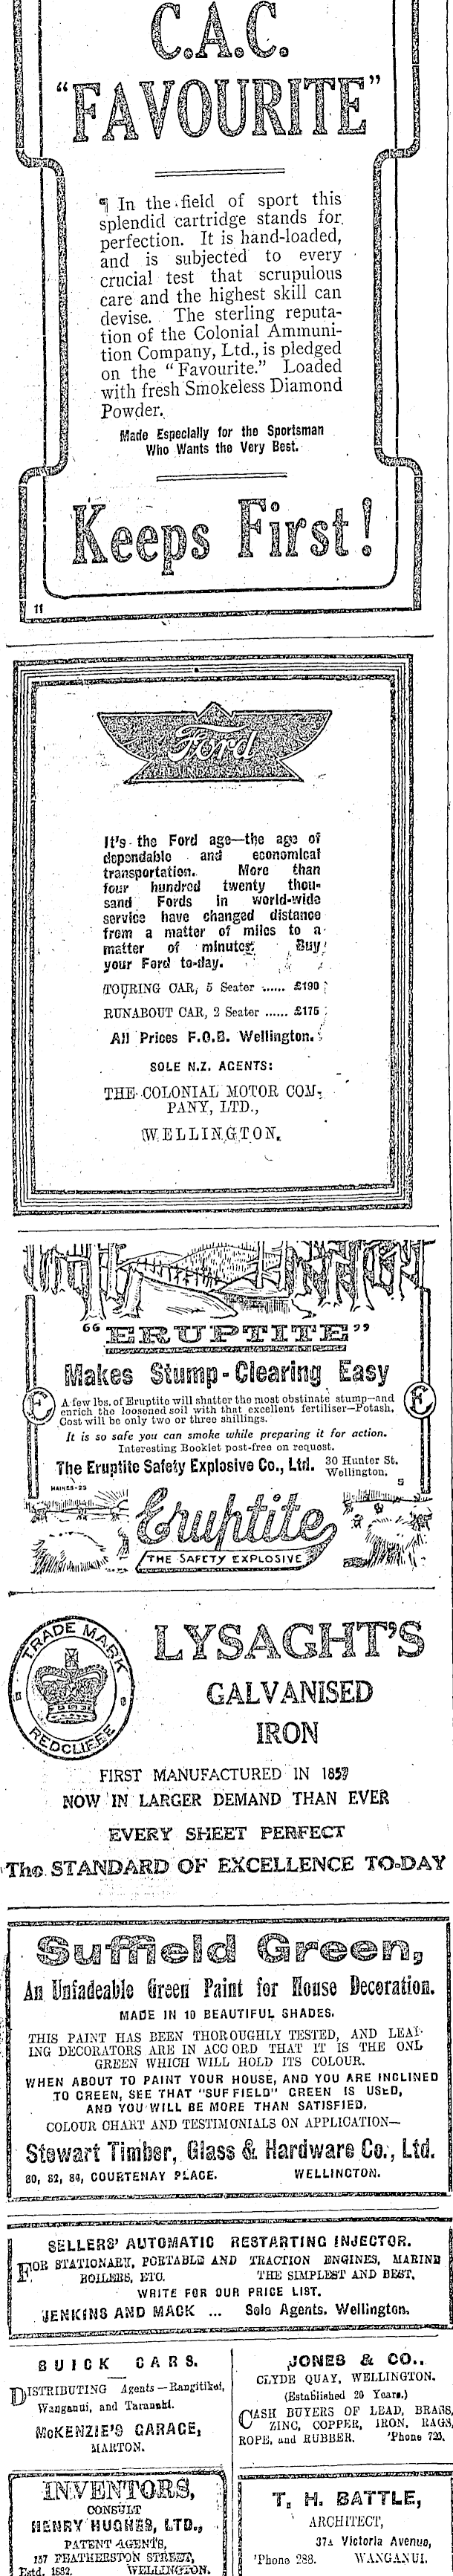 C.A.C.
"FAVOURITE"
¶ In the field of sport this
splendid cartridge stands for
perfection. It is hand-loaded,
and is subjected to every
crucial test that scrupulous
care and the highest skill can
devise. The sterling reputa-
tion of the Colonial Ammuni-
tion Company, Ltd., is pledged
on the "Favourite." Loaded
with fresh Smokeless Diamond
Powder.
Made Especially for the Sportsman
Who Wants the Very Best.
Keeps First!
11
Ford
It's the Ford age—the age of
dependable and economical
transportation. More than
four hundred twenty thou-
sand Fords in world-wide
service have changed distance
from a matter of miles to a
matter of minutes. Buy
your Ford to-day.
TOURING CAR, 5 Seater ...... £190
RUNABOUT CAR, 2 Seater ...... £175
All Prices F.O.B. Wellington.
SOLE N.Z. AGENTS:
THE COLONIAL MOTOR COM-
PANY, LTD.,
WELLINGTON.
"ERUPTITE"
Makes Stump-Clearing Easy
E
A few lbs. of Eruptite will shatter the most obstinate stump—and
enrich the loosened soil with that excellent fertiliser—Potash.
Cost will be only two or three shillings.
E
It is so safe you can smoke while preparing it for action.
Interesting Booklet post-free on request.
The Eruptite Safety Explosive Co., Ltd. 30 Hunter St.
Wellington.
HAINES-23
5
Eruptite
THE SAFETY EXPLOSIVE
TRADE MARK
REDCLIFFE
LYSAGHT'S
GALVANISED
IRON
FIRST MANUFACTURED IN 1857
NOW IN LARGER DEMAND THAN EVER
EVERY SHEET PERFECT
The STANDARD OF EXCELLENCE TO-DAY
Suffield Green,
An Unfadeable Green Paint for House Decoration.
MADE IN 10 BEAUTIFUL SHADES.
THIS PAINT HAS BEEN THOROUGHLY TESTED, AND LEAD-
ING DECORATORS ARE IN ACCORD THAT IT IS THE ONL
GREEN WHICH WILL HOLD ITS COLOUR.
WHEN ABOUT TO PAINT YOUR HOUSE, AND YOU ARE INCLINED
TO GREEN, SEE THAT "SUFFIELD" GREEN IS USED,
AND YOU WILL BE MORE THAN SATISFIED.
COLOUR CHART AND TESTIMONIALS ON APPLICATION—
Stewart Timber, Glass & Hardware Co., Ltd.
80, 82, 84, COURTENAY PLACE. WELLINGTON.
SELLERS' AUTOMATIC RESTARTING INJECTOR.
FOR STATIONARY, PORTABLE AND TRACTION ENGINES, MARINE
BOILERS, ETC. THE SIMPLEST AND BEST.
WRITE FOR OUR PRICE LIST.
JENKINS AND MACK ... Sole Agents, Wellington.
BUICK CARS.
DISTRIBUTING Agents—Rangitikei,
Wanganui, and Taranaki.
McKENZIE'S GARAGE,
MARTON.
JONES & CO.,
CLYDE QUAY, WELLINGTON.
(Established 20 Years.)
CASH BUYERS OF LEAD, BRASS,
ZINC, COPPER, IRON, RAGS,
ROPE, and RUBBER. 'Phone 725.
INVENTORS,
CONSULT
HENRY HUGHES, LTD.,
PATENT AGENTS,
157 FEATHERSTON STREET,
Estd. 1882. WELLINGTON.
T. H. BATTLE,
ARCHITECT,
37A Victoria Avenue,
'Phone 288. WANGANUI.